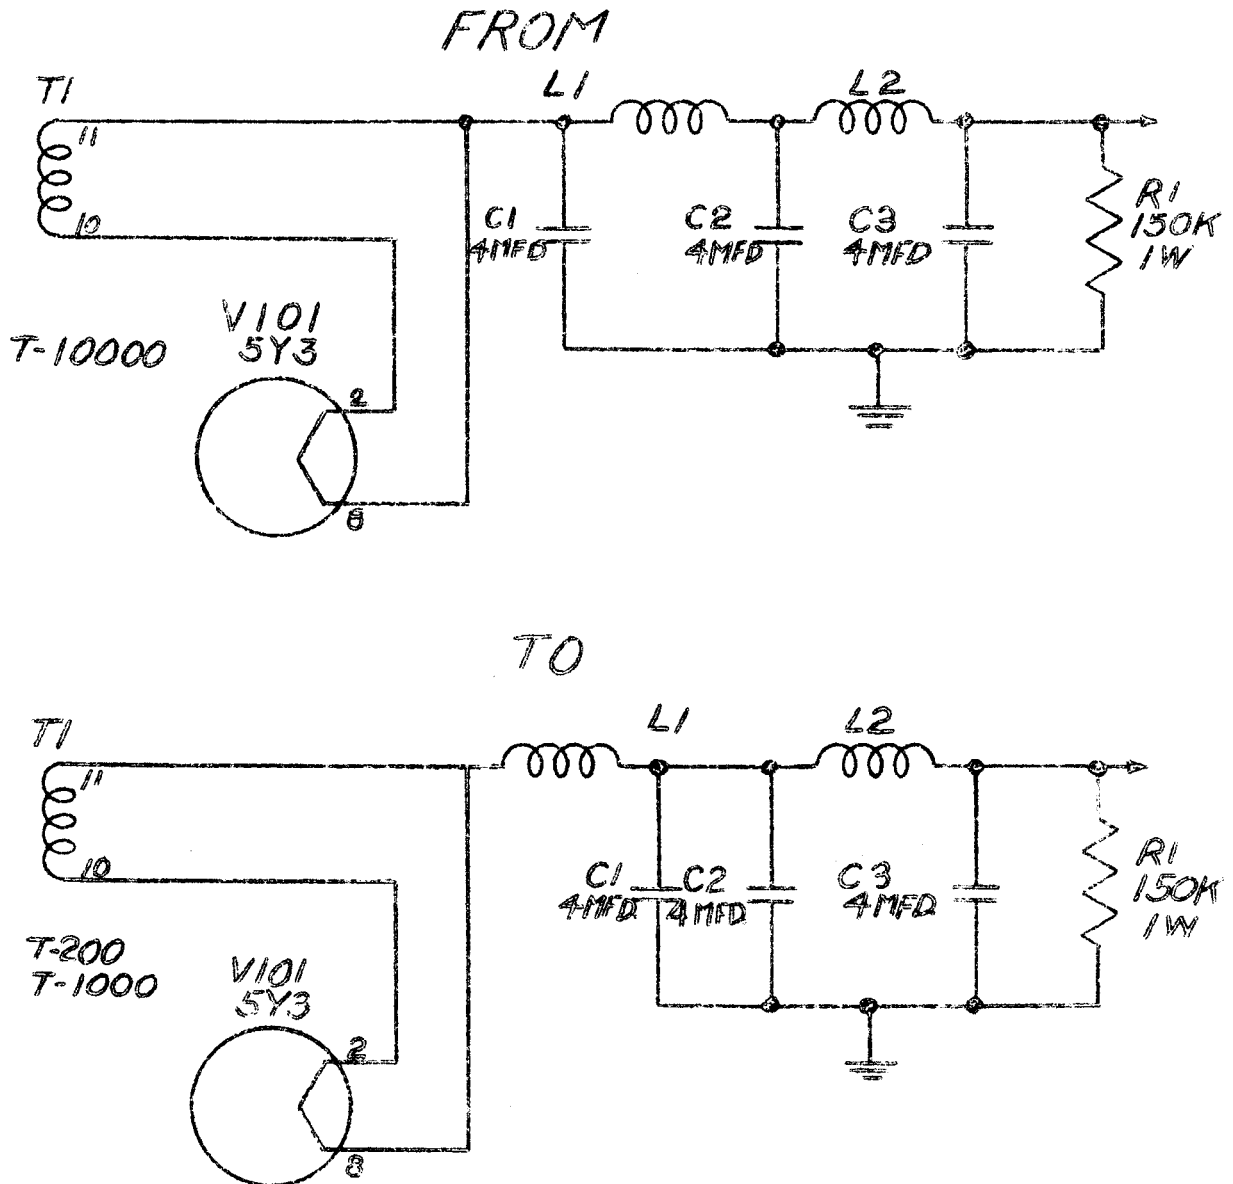 FROM
T1
L1
L2
11
10
C1
4MFD
C2
4MFD
C3
4MFD
R1
150K
1W
T-10000
V101
5Y3
2
8
TO
T1
L1
L2
11
10
C1
4MFD
C2
4MFD
C3
4MFD
R1
150K
1W
T-200
T-1000
V101
5Y3
2
8